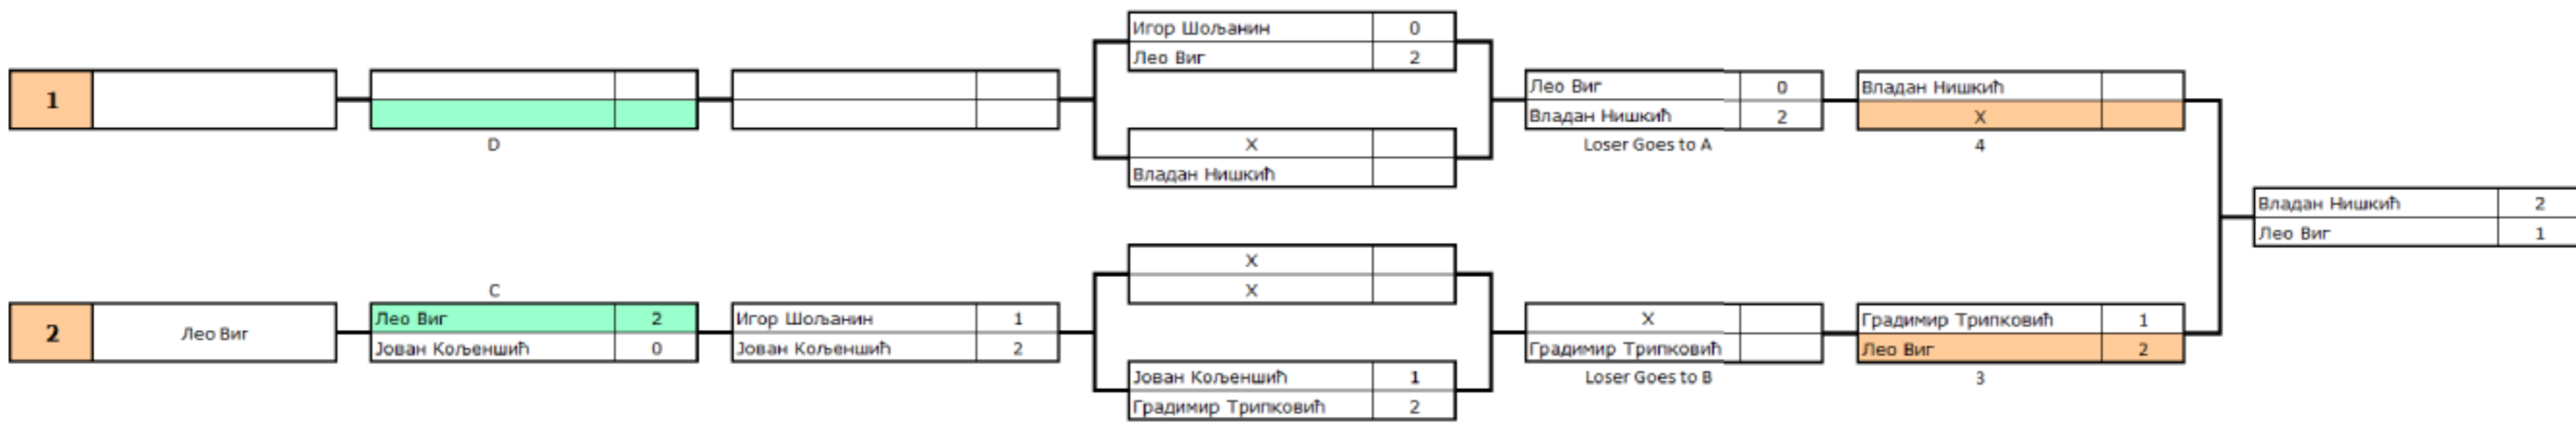 Игор Шољанин 0
Лео Виг 2
1
Лео Виг 0
Владан Нишкић 2
Владан Нишкић
X
D
X
Владан Нишкић
Loser Goes to A
4
Владан Нишкић 2
Лео Виг 1
X
X
C
2 Лео Виг
Лео Виг 2
Јован Кољеншић 0
Игор Шољанин 1
Јован Кољеншић 2
X
Градимир Трипковић
Градимир Трипковић 1
Лео Виг 2
Јован Кољеншић 1
Градимир Трипковић 2
Loser Goes to B
3